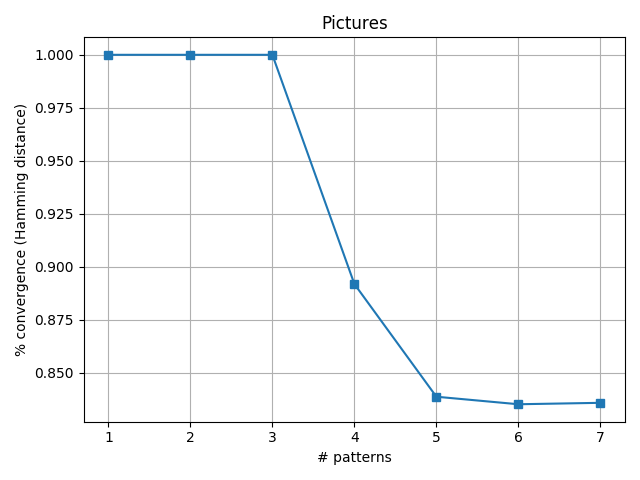 Pictures
% convergence (Hamming distance)
1.000
0.975
0.950
0.925
0.900
0.875
0.850
1 2 3 4 5 6 7
# patterns